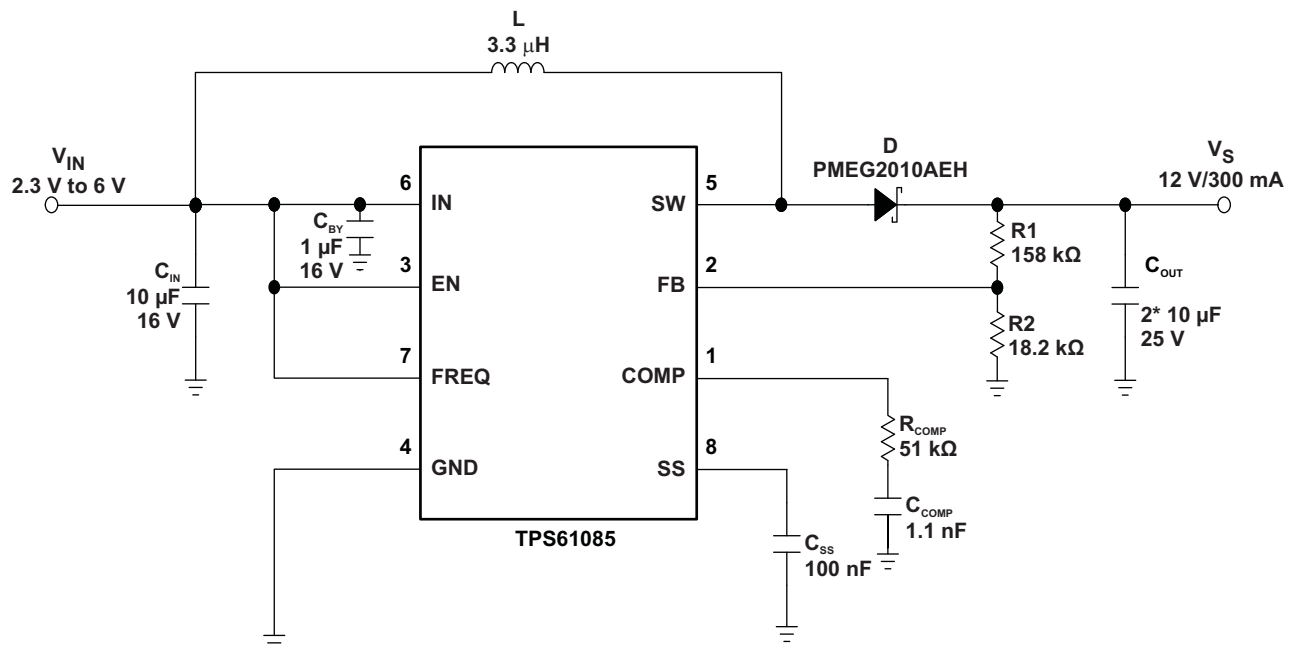 L
3.3 μH
V_IN
2.3 V to 6 V
D
PMEG2010AEH
V_S
12 V/300 mA
6
IN
SW
5
C_BY
1 µF
16 V
R1
158 kΩ
C_IN
10 µF
16 V
3
EN
FB
2
C_OUT
2* 10 µF
25 V
R2
18.2 kΩ
7
FREQ
COMP
1
R_COMP
51 kΩ
4
GND
SS
8
C_COMP
1.1 nF
TPS61085
C_SS
100 nF